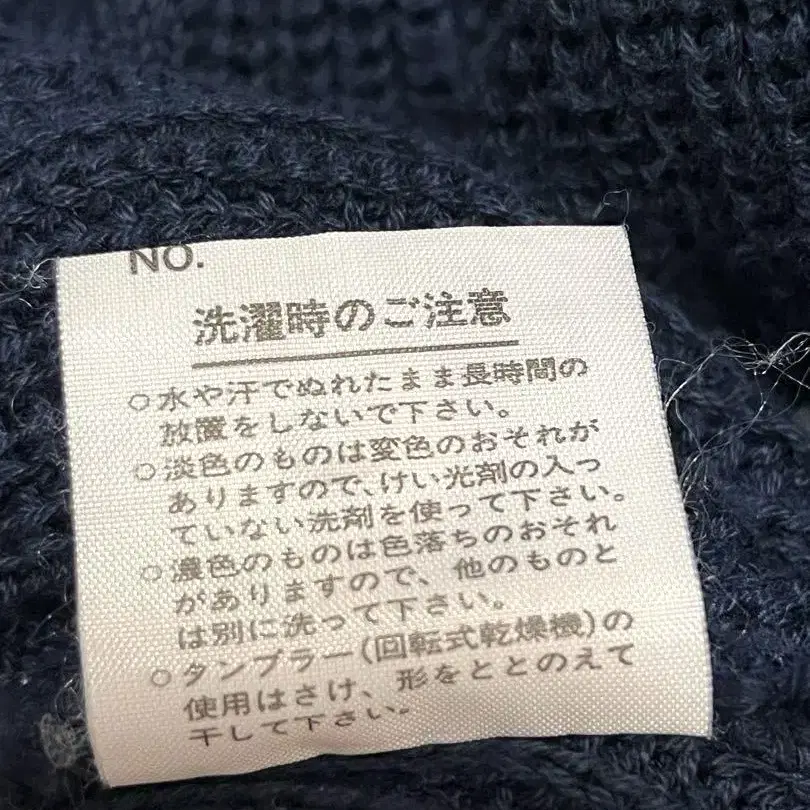 NO.
洗濯時のご注意
○水や汗でぬれたまま長時間の
放置をしないで下さい。
○淡色のものは変色のおそれが
ありますので、けい光剤の入っ
ていない洗剤を使って下さい。
○濃色のものは色落ちのおそれ
がありますので、他のものと
は別に洗って下さい。
○タンブラー(回転式乾燥機)の
使用はさけ、形をととのえて
干して下さい。